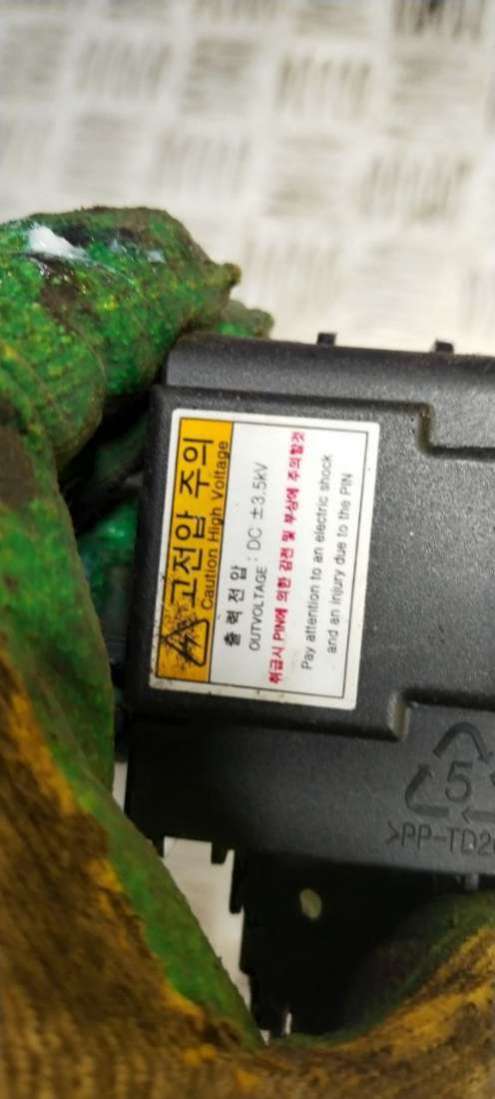 고전압 주의
Caution High Voltage
출 력 전 압 : DC ±3.5kV
OUTVOLTAGE
취급시 PIN에 의한 감전 및 부상에 주의할것
Pay attention to an electric shock
and an injury due to the PIN
5
>PP-TD20